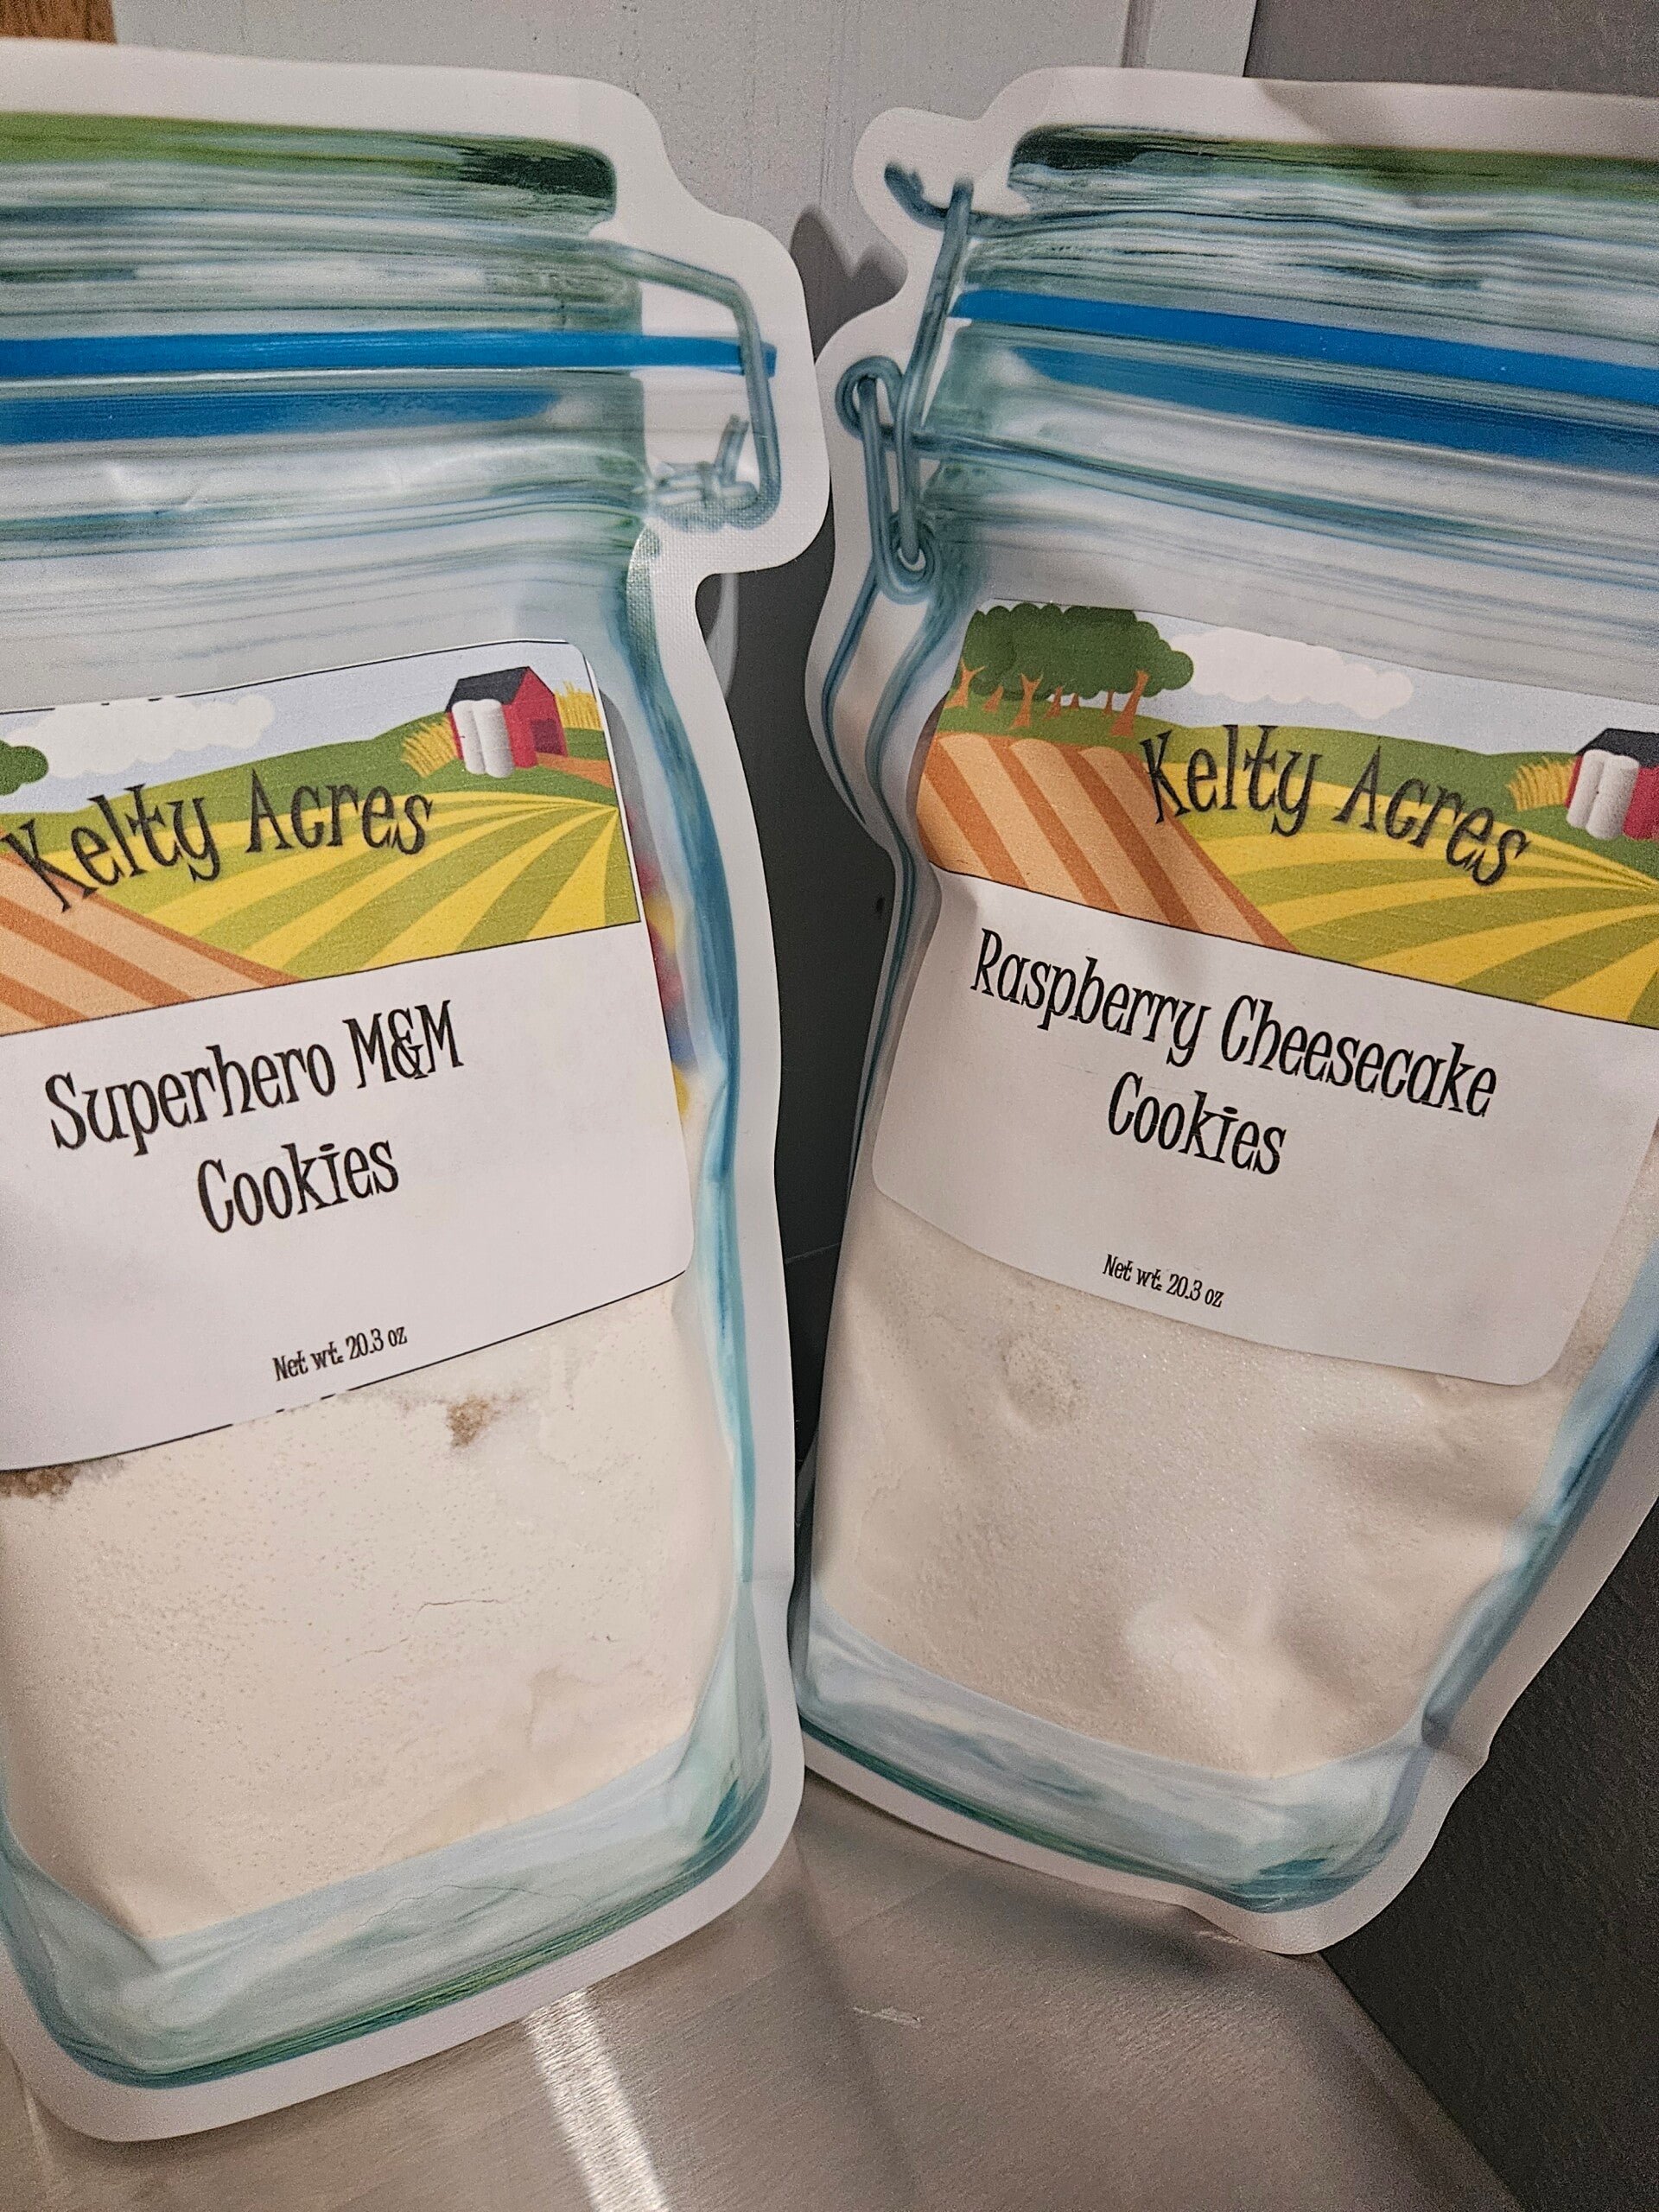 Kelty Acres
Superhero M&M
Cookies
Net wt. 20.3 oz
Kelty Acres
Raspberry Cheesecake
Cookies
Net wt. 20.3 oz